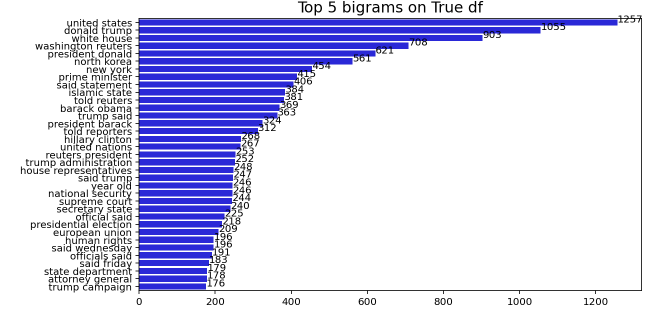 Top 5 bigrams on True df
united states 1257
donald trump 1055
white house 903
washington reuters 708
president donald 621
north korea 561
new york 454
prime minister 415
said statement 406
islamic state 384
told reuters 381
barack obama 369
trump said 363
president barack 324
told reporters 312
hillary clinton 268
united nations 267
reuters president 253
trump administration 252
house representatives 248
said trump 247
year old 246
national security 246
supreme court 244
secretary state 240
official said 225
presidential election 218
european union 209
human rights 196
said wednesday 196
officials said 191
said friday 183
state department 179
attorney general 178
trump campaign 176
0 200 400 600 800 1000 1200